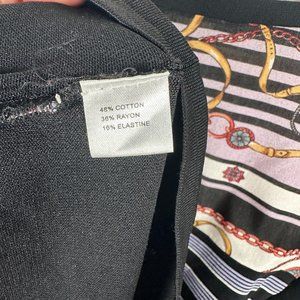 48% COTTON
36% RAYON
16% ELASTINE